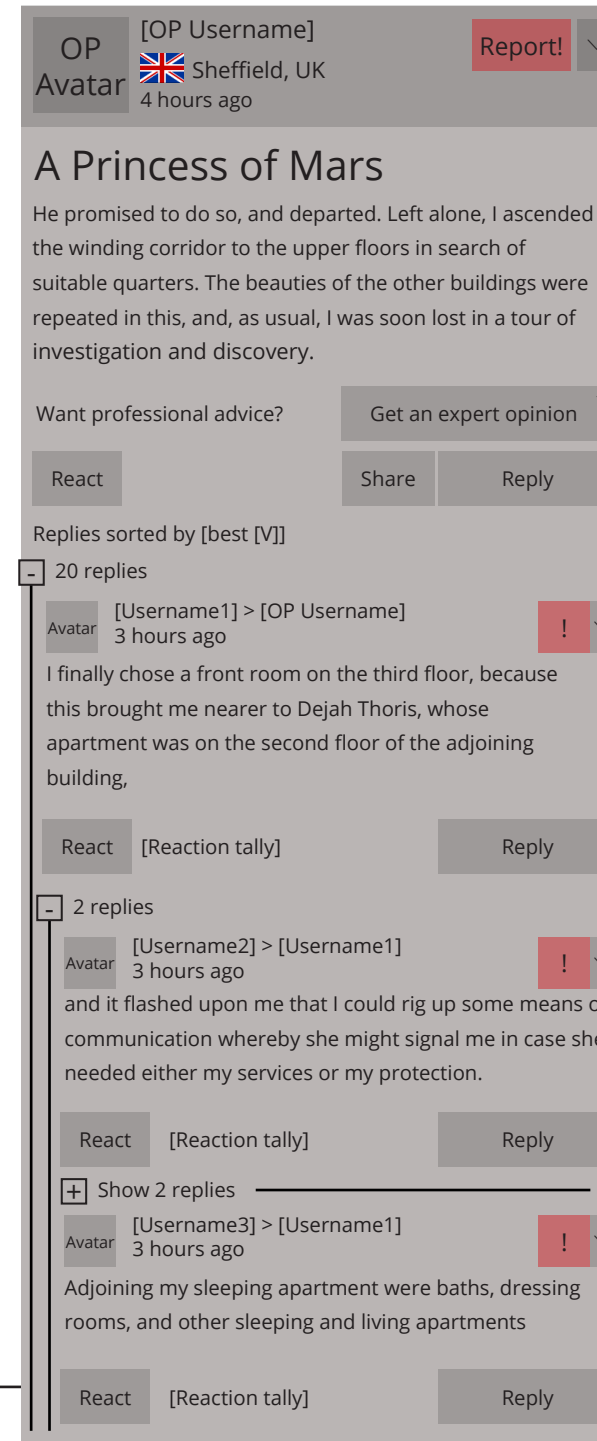 OP
Avatar
[OP Username]
Sheffield, UK
4 hours ago
Report!
A Princess of Mars
He promised to do so, and departed. Left alone, I ascended
the winding corridor to the upper floors in search of
suitable quarters. The beauties of the other buildings were
repeated in this, and, as usual, I was soon lost in a tour of
investigation and discovery.
Want professional advice?
Get an expert opinion
React
Share
Reply
Replies sorted by [best [V]]
- 20 replies
Avatar
[Username1] > [OP Username]
3 hours ago
!
I finally chose a front room on the third floor, because
this brought me nearer to Dejah Thoris, whose
apartment was on the second floor of the adjoining
building,
React
[Reaction tally]
Reply
- 2 replies
Avatar
[Username2] > [Username1]
3 hours ago
!
and it flashed upon me that I could rig up some means
communication whereby she might signal me in case
needed either my services or my protection.
React
[Reaction tally]
Reply
+ Show 2 replies
Avatar
[Username3] > [Username1]
3 hours ago
!
Adjoining my sleeping apartment were baths, dressing
rooms, and other sleeping and living apartments
React
[Reaction tally]
Reply